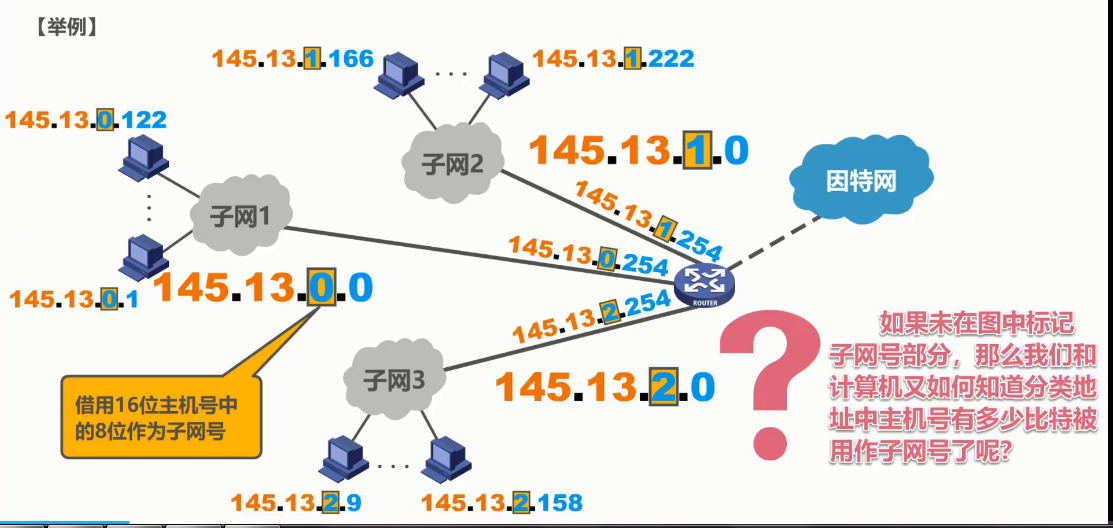 【举例】
145.13.1.166
145.13.1.222
145.13.0.122
子网2
145.13.1.0
因特网
145.13.1.254
子网1
145.13.0.254
145.13.0.1
145.13.0.0
ROUTER
145.13.2.254
子网3
145.13.2.0
借用16位主机号中
的8位作为子网号
?
如果未在图中标记
子网号部分，那么我们和
计算机又如何知道分类地
址中主机号有多少比特被
用作子网号了呢？
145.13.2.9
145.13.2.158